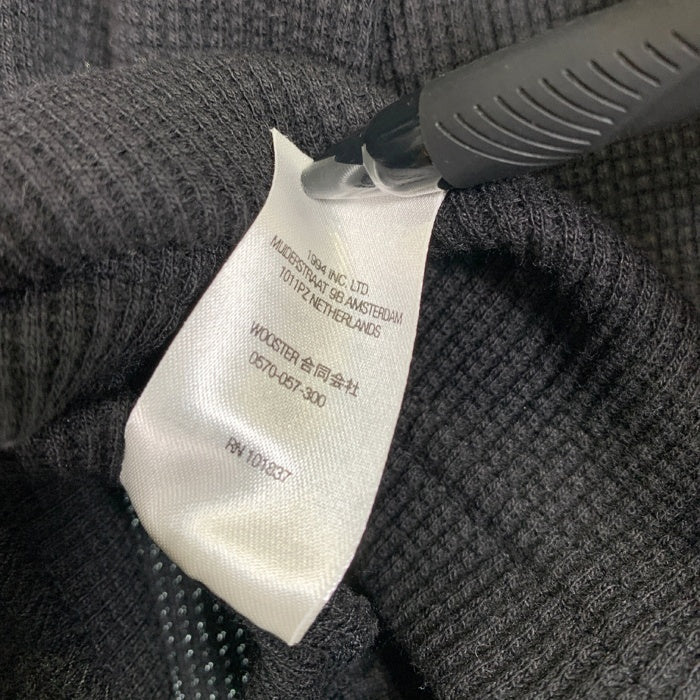 1994 INC. LTD
MUIDERSTRAAT 9B AMSTERDAM
1011PZ NETHERLANDS
WOOSTER 合同会社
0570-057-300
RN 101837